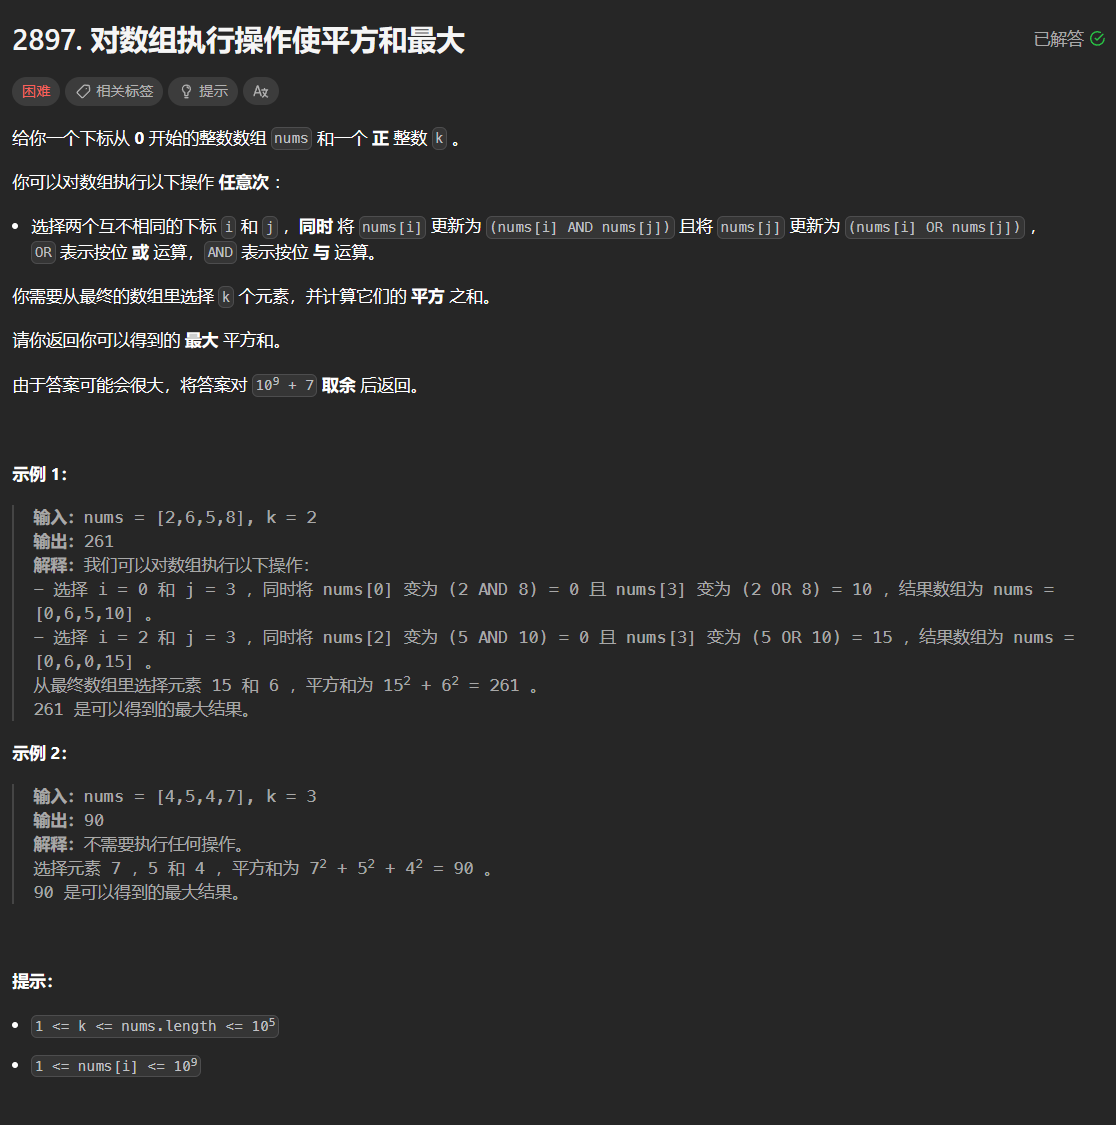 2897. 对数组执行操作使平方和最大
已解答
困难 相关标签 提示
给你一个下标从 0 开始的整数数组 nums 和一个 正 整数 k 。
你可以对数组执行以下操作 任意次 ：
• 选择两个互不相同的下标 i 和 j ，同时 将 nums[i] 更新为 (nums[i] AND nums[j]) 且将 nums[j] 更新为 (nums[i] OR nums[j]) ，
OR 表示按位 或 运算，AND 表示按位 与 运算。
你需要从最终的数组里选择 k 个元素，并计算它们的 平方 之和。
请你返回你可以得到的 最大 平方和。
由于答案可能会很大，将答案对 10⁹ + 7 取余 后返回。
示例 1：
输入：nums = [2,6,5,8], k = 2
输出：261
解释：我们可以对数组执行以下操作：
- 选择 i = 0 和 j = 3 ，同时将 nums[0] 变为 (2 AND 8) = 0 且 nums[3] 变为 (2 OR 8) = 10 ，结果数组为 nums =
[0,6,5,10] 。
- 选择 i = 2 和 j = 3 ，同时将 nums[2] 变为 (5 AND 10) = 0 且 nums[3] 变为 (5 OR 10) = 15 ，结果数组为 nums =
[0,6,0,15] 。
从最终数组里选择元素 15 和 6 ，平方和为 15² + 6² = 261 。
261 是可以得到的最大结果。
示例 2：
输入：nums = [4,5,4,7], k = 3
输出：90
解释：不需要执行任何操作。
选择元素 7 ，5 和 4 ，平方和为 7² + 5² + 4² = 90 。
90 是可以得到的最大结果。
提示：
• 1 <= k <= nums.length <= 10⁵
• 1 <= nums[i] <= 10⁹